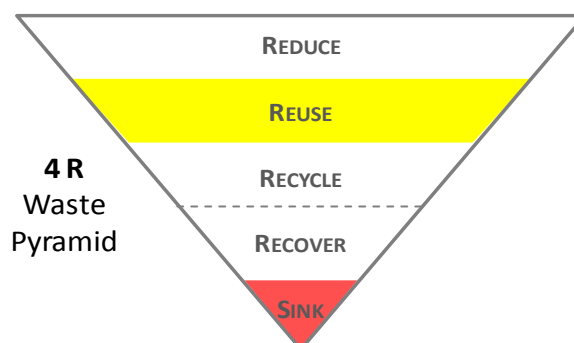 REDUCE
REUSE
RECYCLE
4 R
Waste
Pyramid
RECOVER
SINK